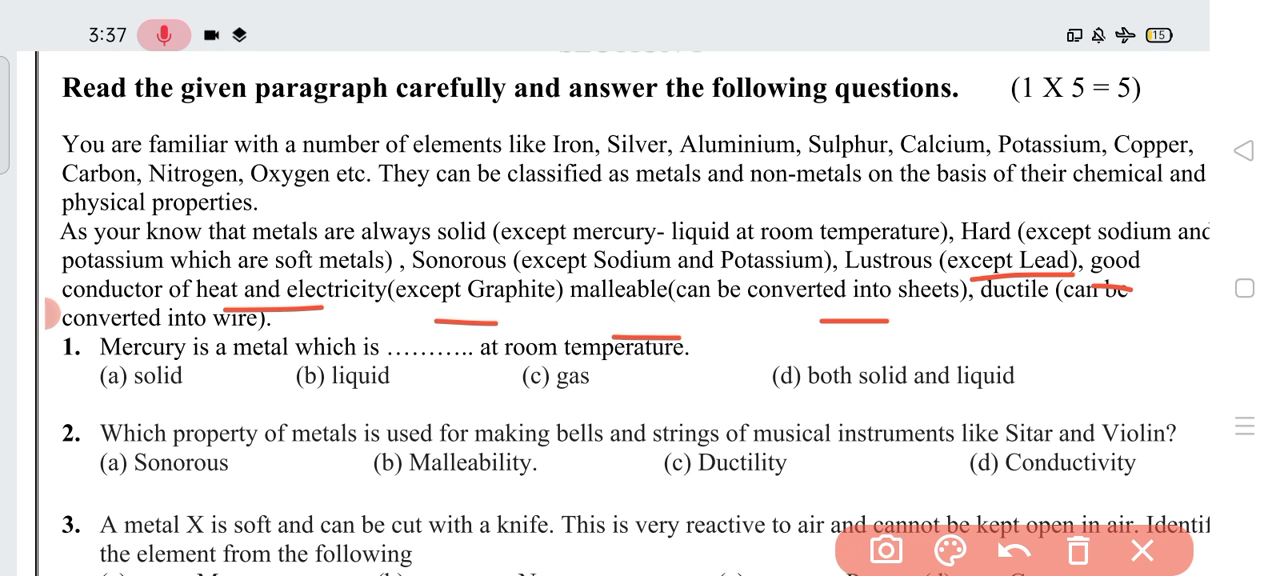 3:37
15
Read the given paragraph carefully and answer the following questions. (1 X 5 = 5)
You are familiar with a number of elements like Iron, Silver, Aluminium, Sulphur, Calcium, Potassium, Copper,
Carbon, Nitrogen, Oxygen etc. They can be classified as metals and non-metals on the basis of their chemical and
physical properties.
As your know that metals are always solid (except mercury- liquid at room temperature), Hard (except sodium and
potassium which are soft metals) , Sonorous (except Sodium and Potassium), Lustrous (except Lead), good
conductor of heat and electricity(except Graphite) malleable(can be converted into sheets), ductile (can be
converted into wire).
1. Mercury is a metal which is ........... at room temperature.
(a) solid (b) liquid (c) gas (d) both solid and liquid
2. Which property of metals is used for making bells and strings of musical instruments like Sitar and Violin?
(a) Sonorous (b) Malleability. (c) Ductility (d) Conductivity
3. A metal X is soft and can be cut with a knife. This is very reactive to air and cannot be kept open in air. Identif
the element from the following